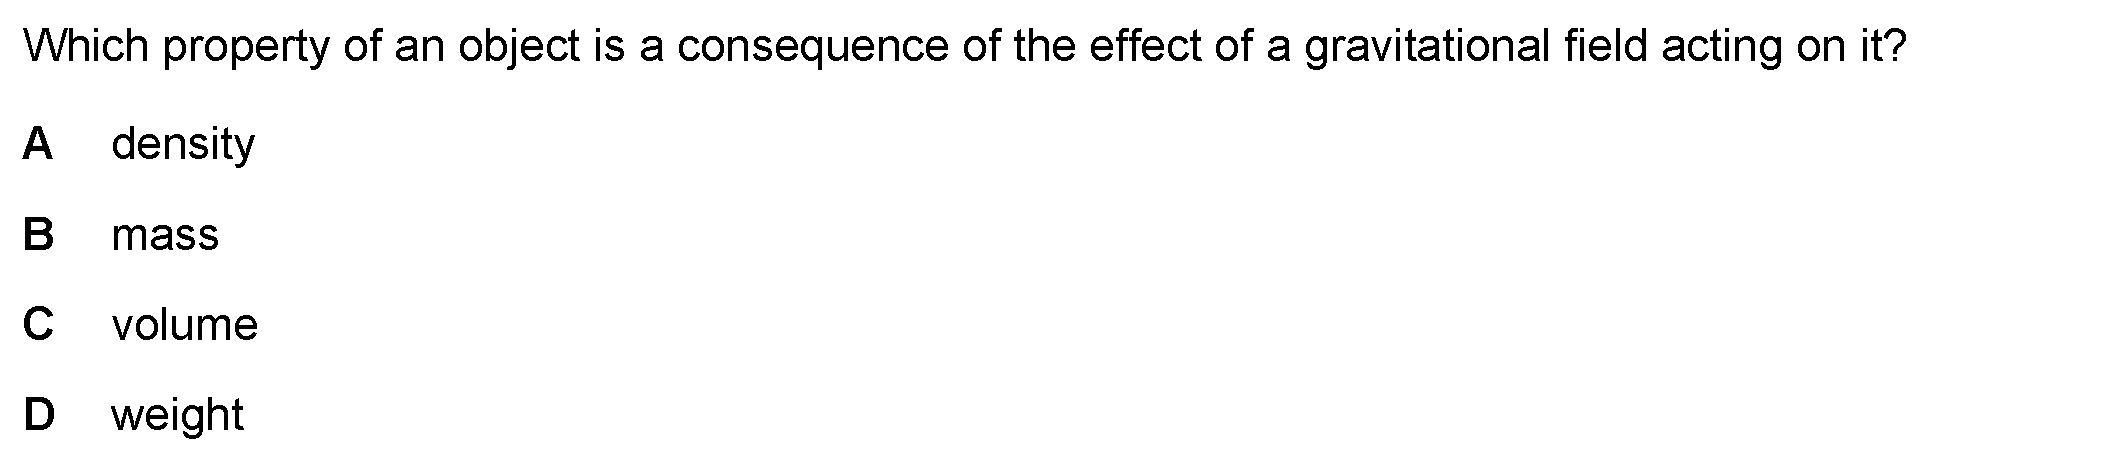 Which property of an object is a consequence of the effect of a gravitational field acting on it?
A density
B mass
C volume
D weight